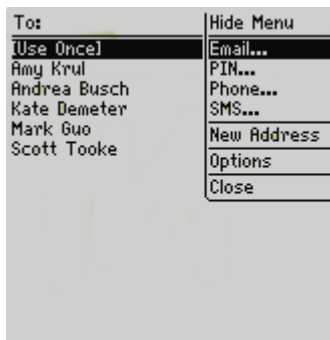 To:
[Use Once]
Amy Krul
Andrea Busch
Kate Demeter
Mark Guo
Scott Tooke
Hide Menu
Email...
PIN...
Phone...
SMS...
New Address
Options
Close